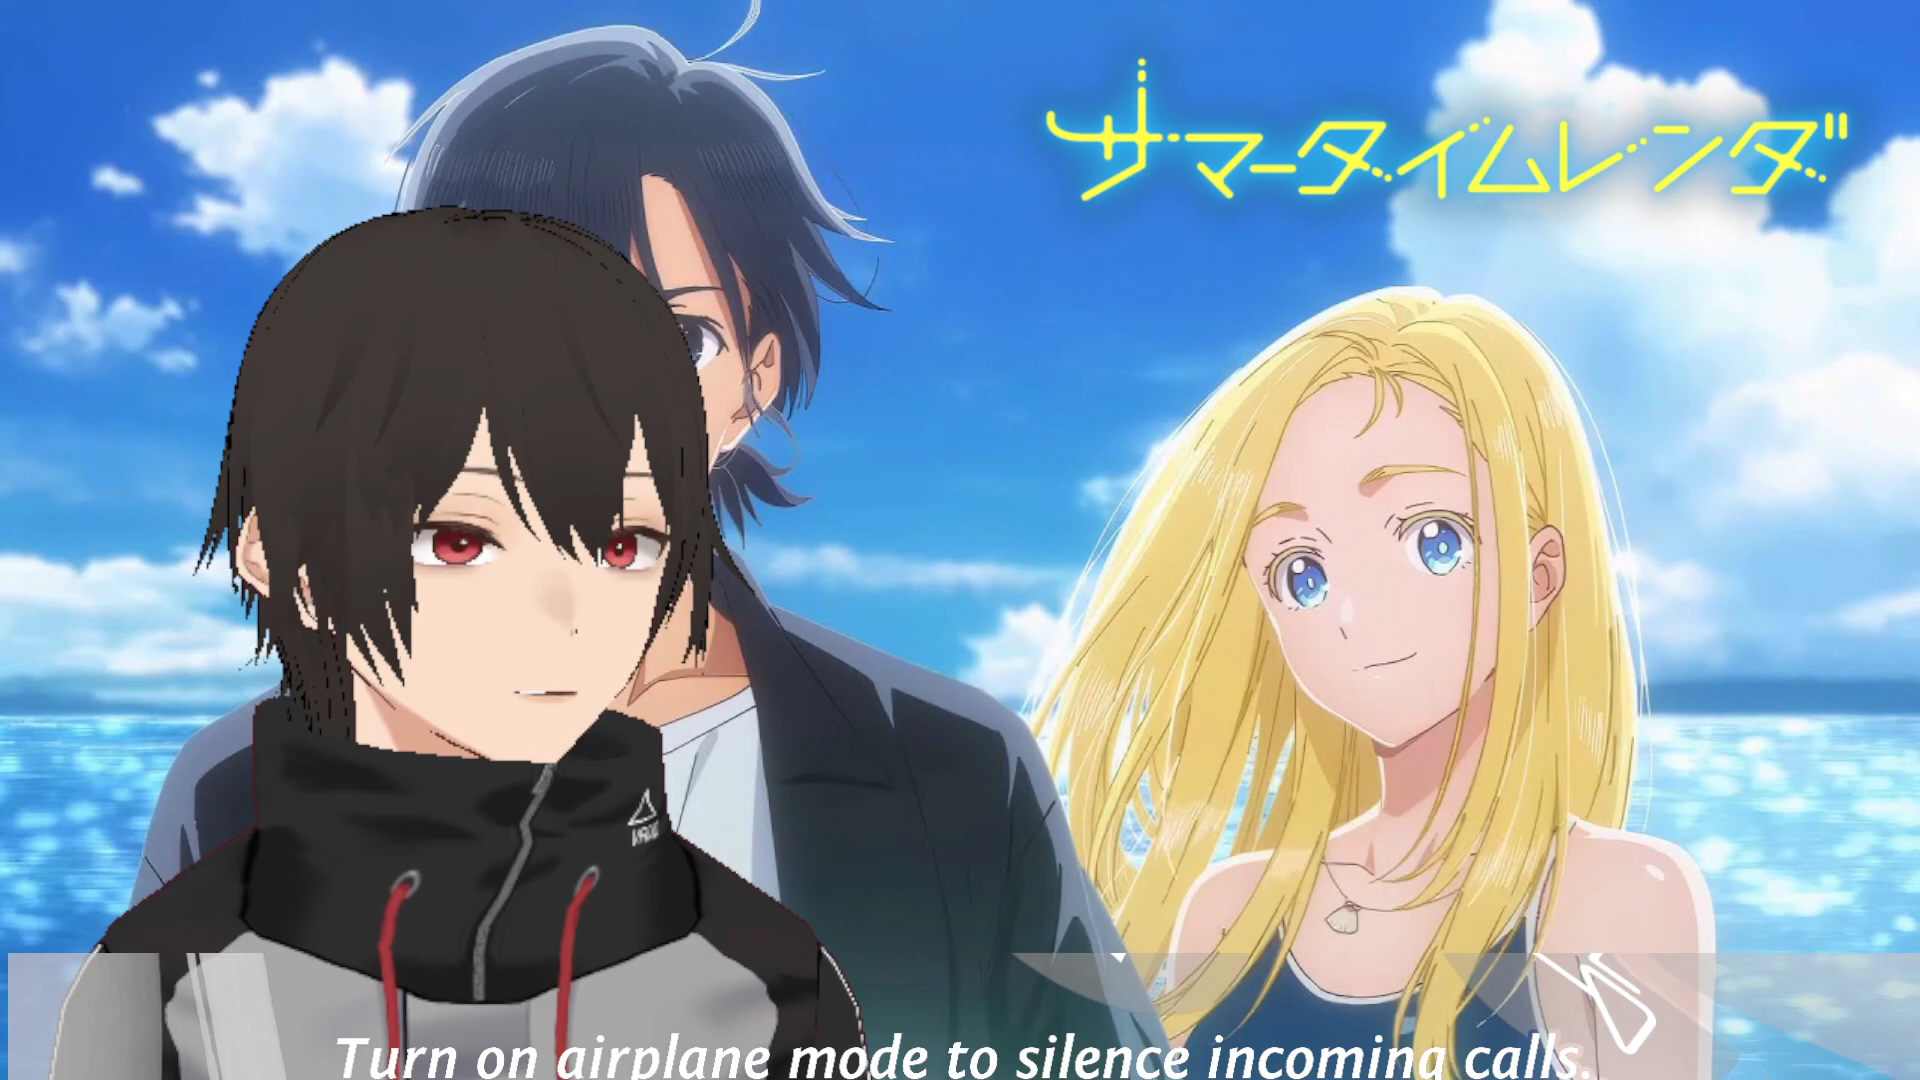 サマータイムレンダ
Turn on airplane mode to silence incoming calls.